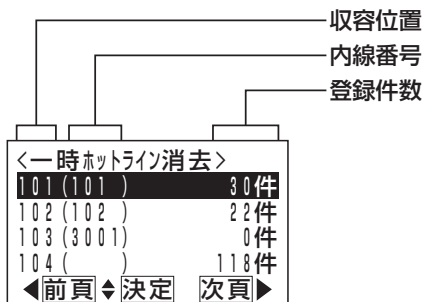 収容位置
内線番号
登録件数
<一時ホットライン消去>
101(101 ) 30件
102(102 ) 22件
103(3001) 0件
104( ) 118件
◀前頁◆決定 次頁▶